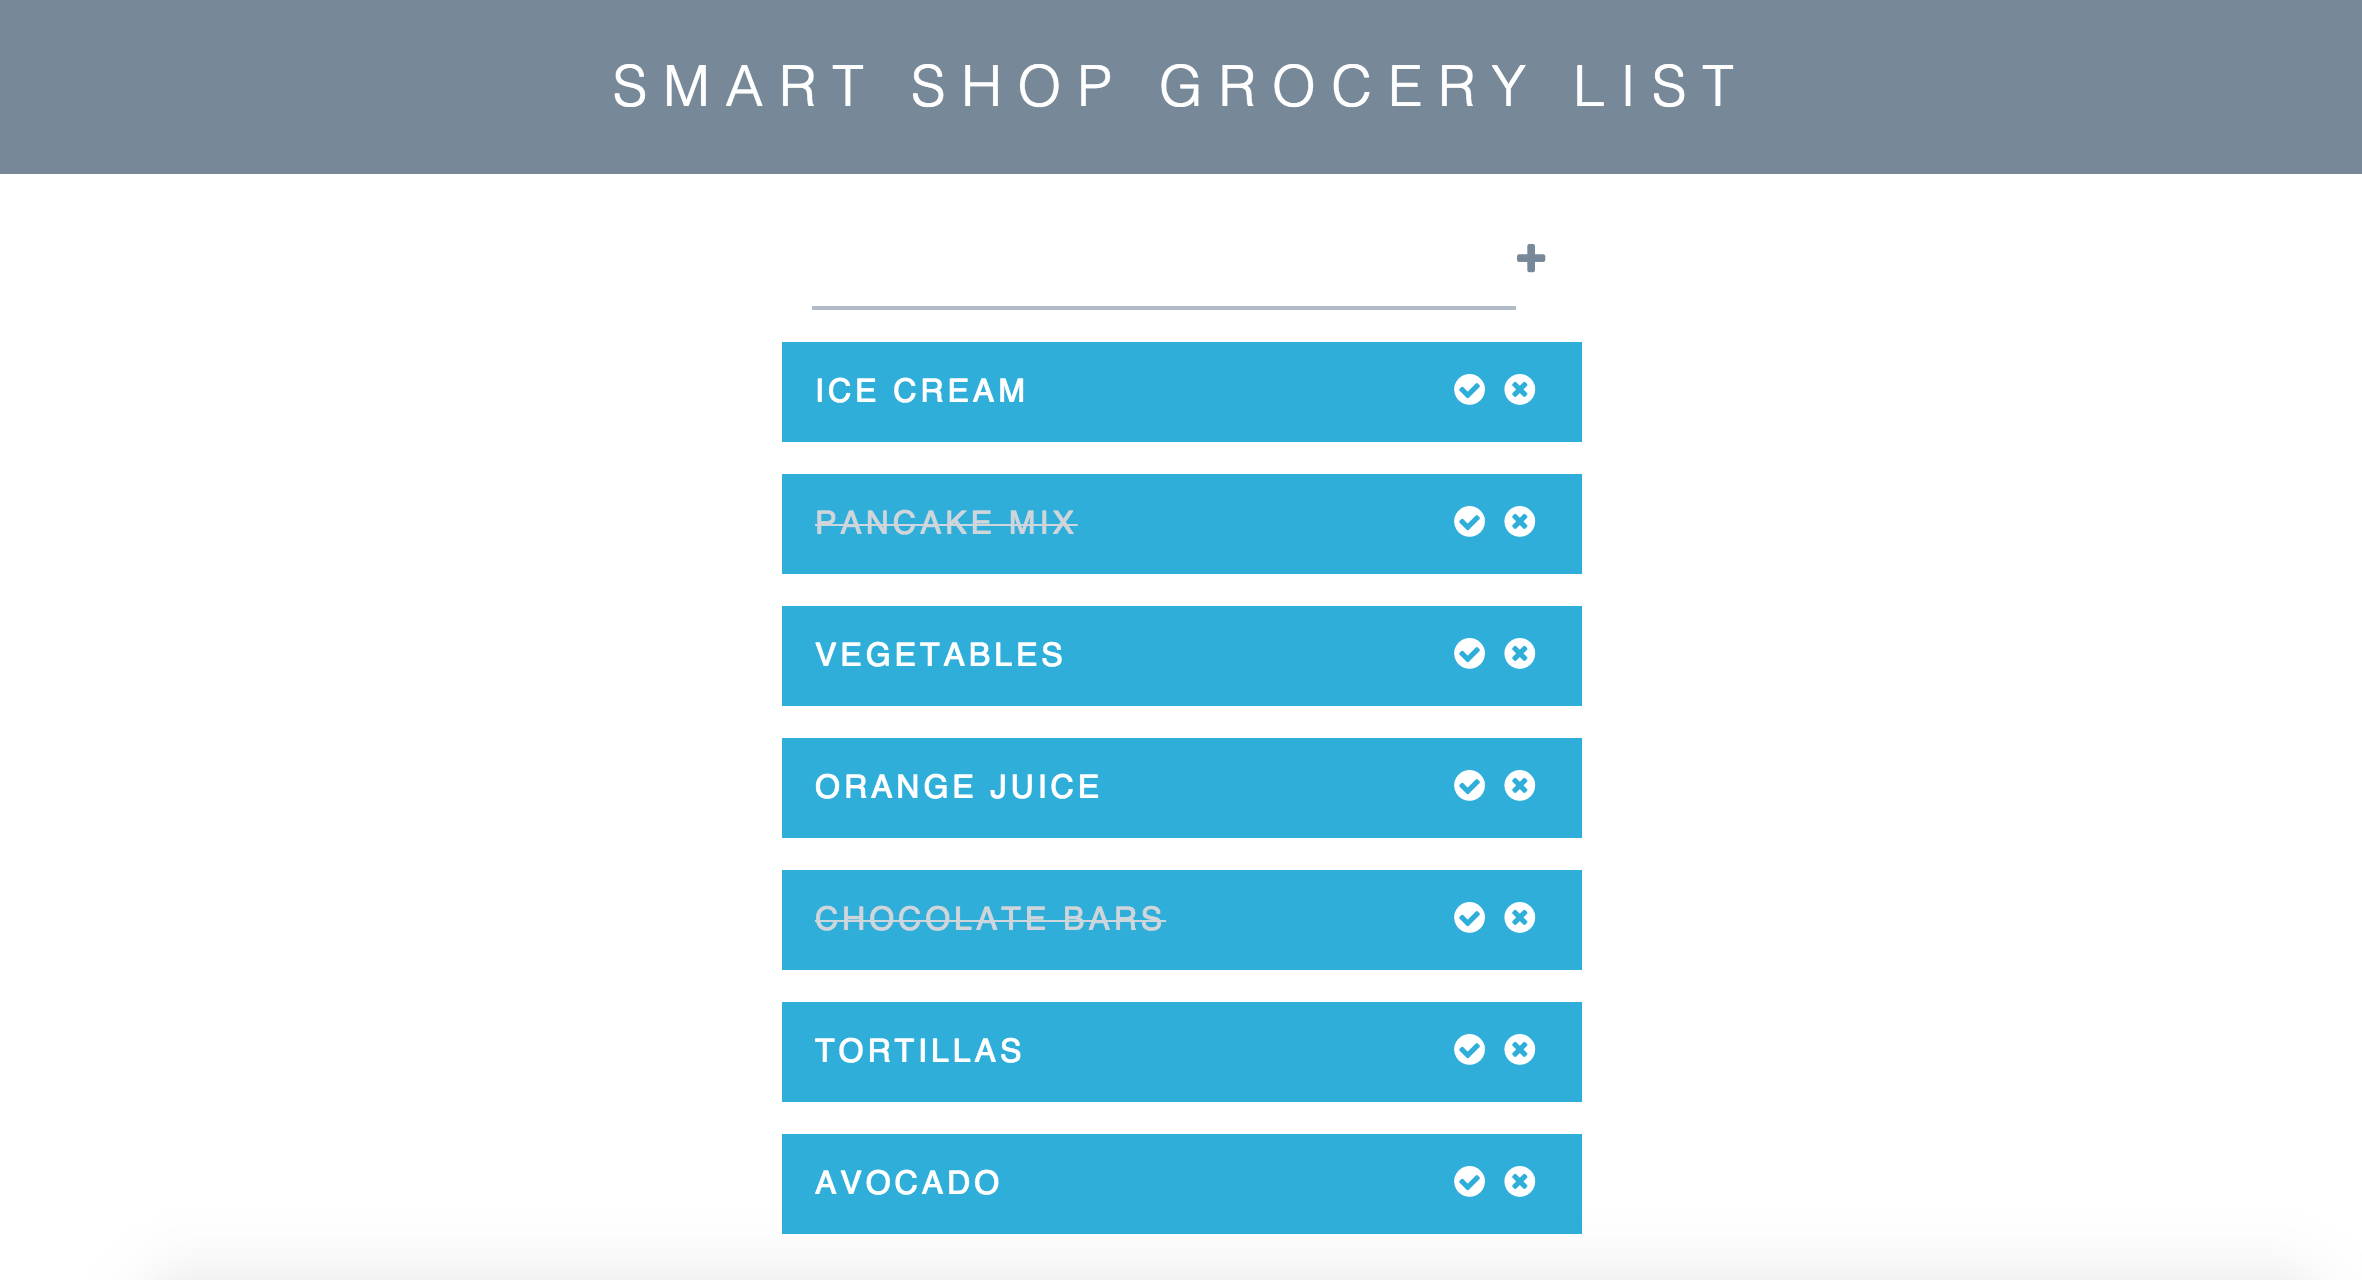 SMART SHOP GROCERY LIST
ICE CREAM
PANCAKE MIX
VEGETABLES
ORANGE JUICE
CHOCOLATE BARS
TORTILLAS
AVOCADO